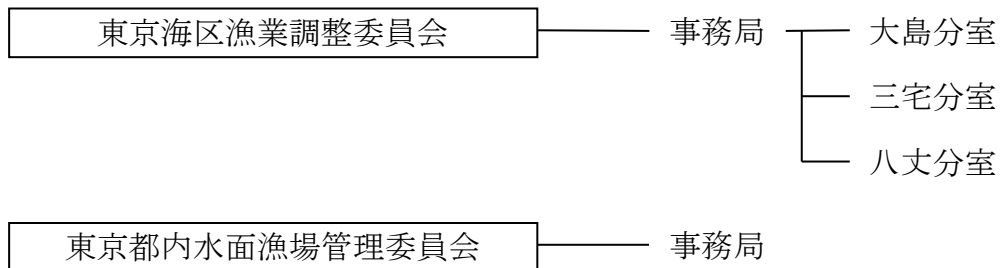 東京海区漁業調整委員会 事務局 大島分室
三宅分室
八丈分室
東京都内水面漁場管理委員会 事務局